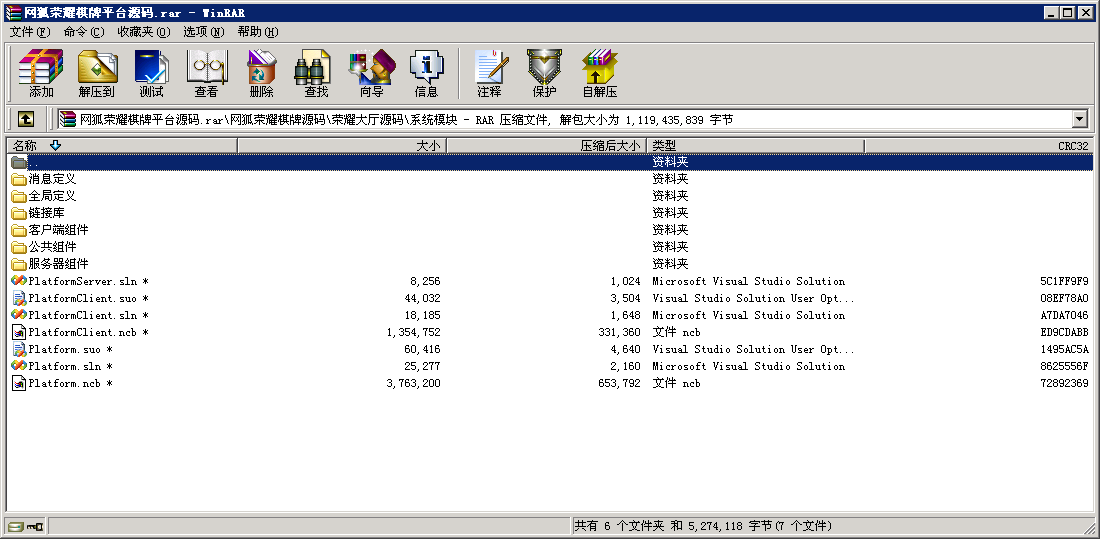 网狐荣耀棋牌平台源码.rar - WinRAR
文件(F) 命令(C) 收藏夹(O) 选项(N) 帮助(H)
添加 解压到 测试 查看 删除 查找 向导 信息 注释 保护 自解压
网狐荣耀棋牌平台源码.rar\网狐荣耀棋牌源码\荣耀大厅源码\系统模块 - RAR 压缩文件, 解包大小为 1,119,435,839 字节
名称 大小 压缩后大小 类型 CRC32
.. 资料夹
消息定义 资料夹
全局定义 资料夹
链接库 资料夹
客户端组件 资料夹
公共组件 资料夹
服务器组件 资料夹
PlatformServer.sln * 8,256 1,024 Microsoft Visual Studio Solution 5C1FF9F9
PlatformClient.suo * 44,032 3,504 Visual Studio Solution User Opt... 08EF78A0
PlatformClient.sln * 18,185 1,648 Microsoft Visual Studio Solution A7DA7046
PlatformClient.ncb * 1,354,752 331,360 文件 ncb ED9CDABB
Platform.suo * 60,416 4,640 Visual Studio Solution User Opt... 1495AC5A
Platform.sln * 25,277 2,160 Microsoft Visual Studio Solution 8625556F
Platform.ncb * 3,763,200 653,792 文件 ncb 72892369
共有 6 个文件夹 和 5,274,118 字节(7 个文件)